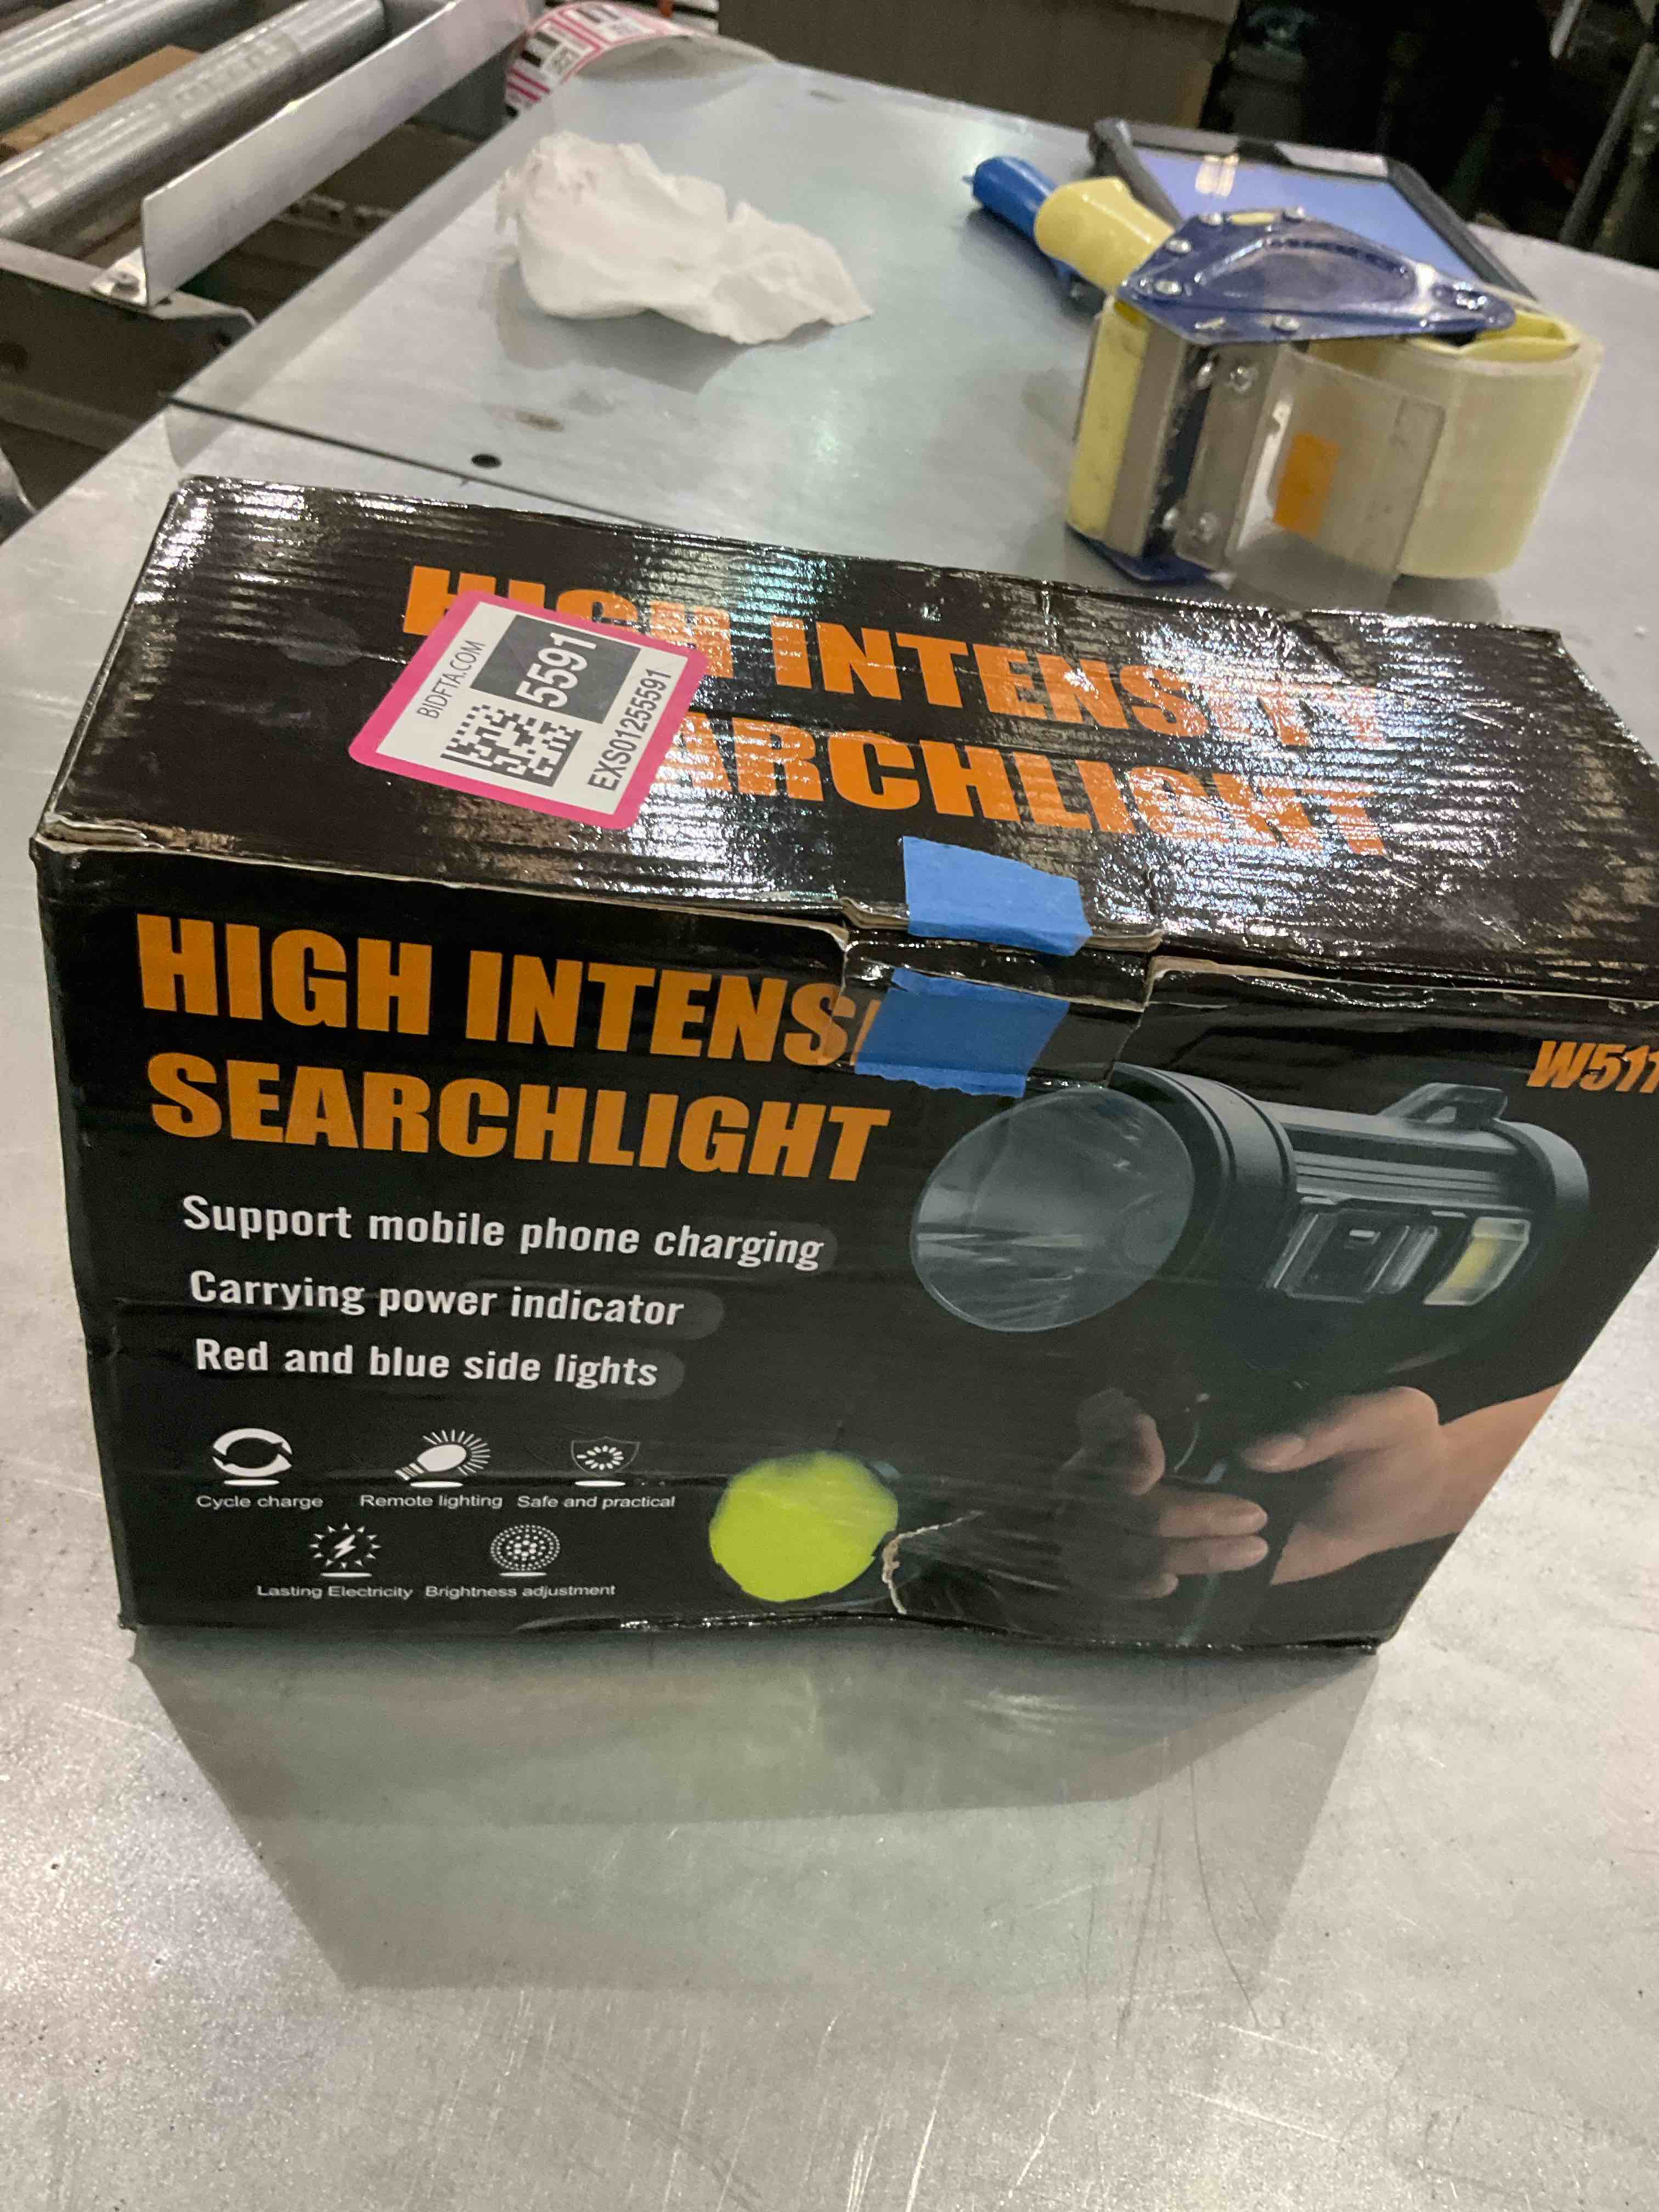 HIGH INTENSITY
ARCHLIGHT
BIDFTA.COM
5591
EXS01255591
HIGH INTENS
SEARCHLIGHT
W511
Support mobile phone charging
Carrying power indicator
Red and blue side lights
Cycle charge
Remote lighting
Safe and practical
Lasting Electricity
Brightness adjustment